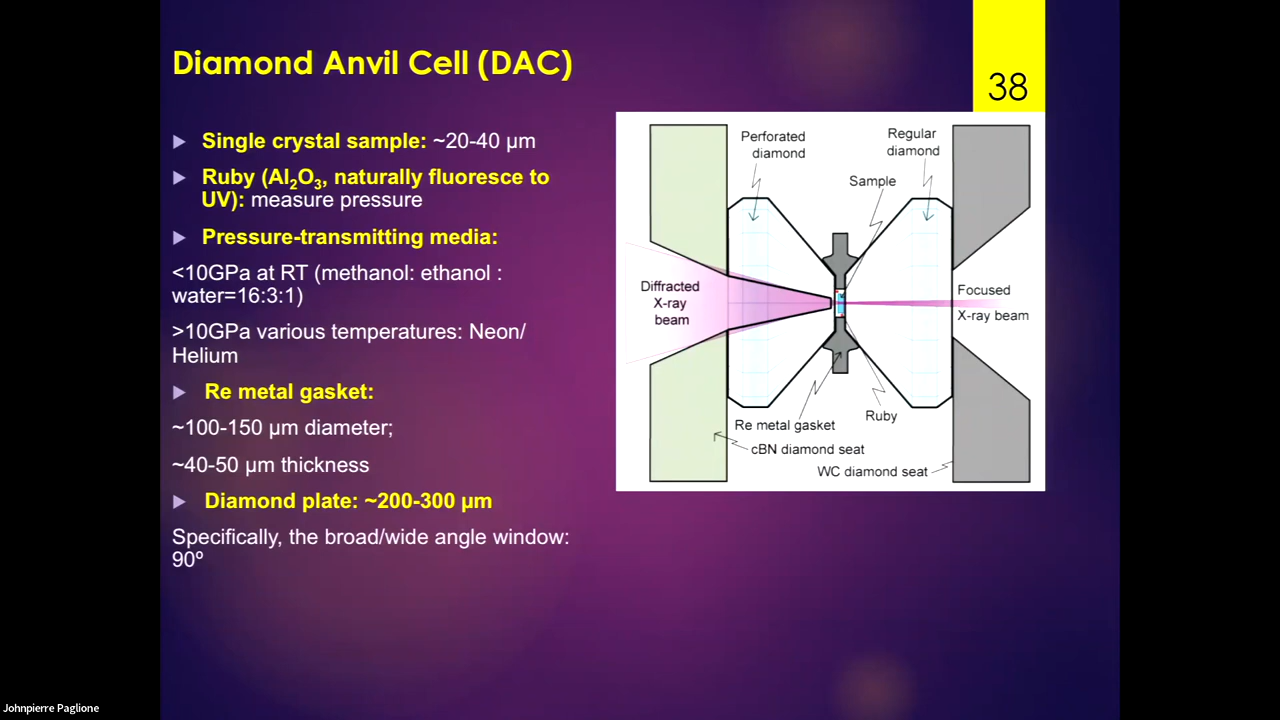 Diamond Anvil Cell (DAC)
38
Single crystal sample: ~20-40 µm
Ruby (Al₂O₃, naturally fluoresce to
UV): measure pressure
Pressure-transmitting media:
<10GPa at RT (methanol: ethanol :
water=16:3:1)
>10GPa various temperatures: Neon/
Helium
Re metal gasket:
~100-150 µm diameter;
~40-50 µm thickness
Diamond plate: ~200-300 µm
Specifically, the broad/wide angle window:
90º
Perforated
diamond
Regular
diamond
Sample
Diffracted
X-ray
beam
Focused
X-ray beam
Ruby
Re metal gasket
cBN diamond seat
WC diamond seat
Johnpierre Paglione